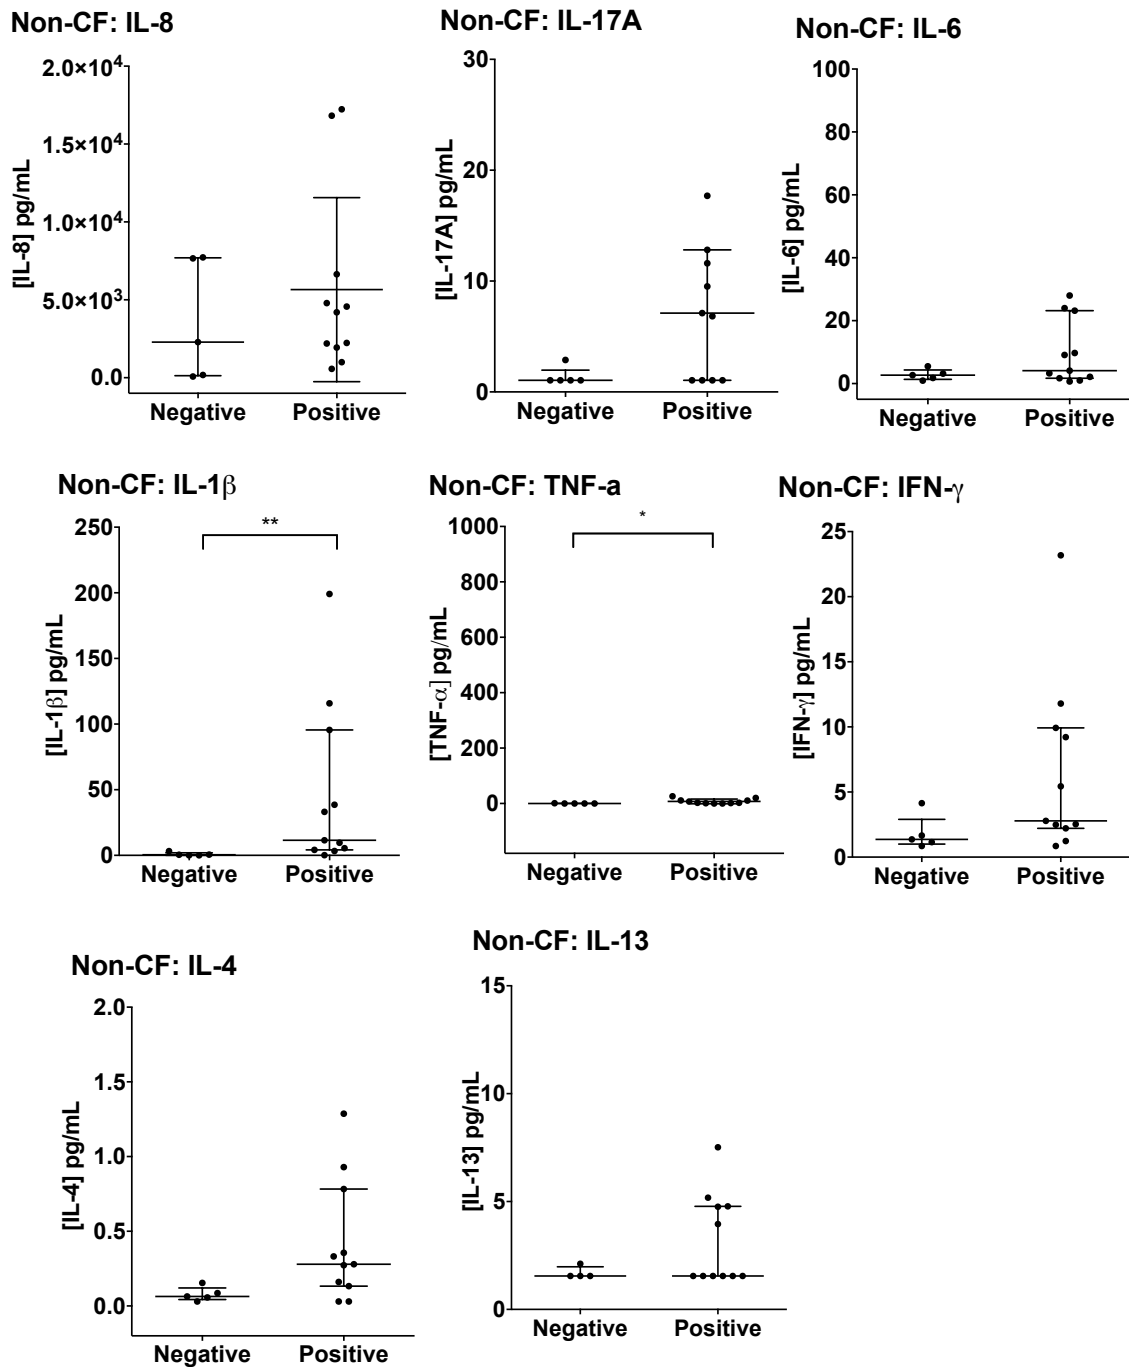 Non-CF: IL-8
[IL-8] pg/mL
2.0×10⁴
1.5×10⁴
1.0×10⁴
5.0×10³
0.0
Negative Positive
Non-CF: IL-17A
[IL-17A] pg/mL
30
20
10
0
Negative Positive
Non-CF: IL-6
[IL-6] pg/mL
100
80
60
40
20
0
Negative Positive
Non-CF: IL-1β
[IL-1β] pg/mL
250
200
150
100
50
0
**
Negative Positive
Non-CF: TNF-a
[TNF-α] pg/mL
1000
800
600
400
200
0
*
Negative Positive
Non-CF: IFN-γ
[IFN-γ] pg/mL
25
20
15
10
5
0
Negative Positive
Non-CF: IL-4
[IL-4] pg/mL
2.0
1.5
1.0
0.5
0.0
Negative Positive
Non-CF: IL-13
[IL-13] pg/mL
15
10
5
0
Negative Positive